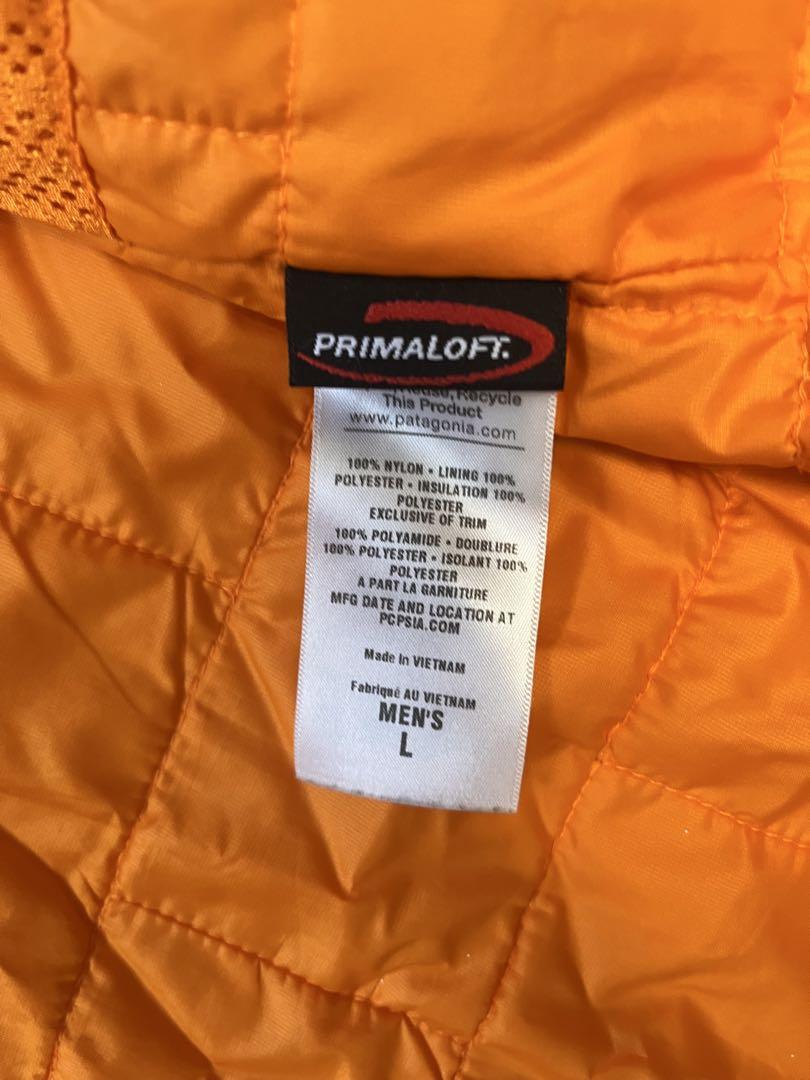 PRIMALOFT.
Recycle
This Product
www.patagonia.com
100% NYLON • LINING 100%
POLYESTER • INSULATION 100%
POLYESTER
EXCLUSIVE OF TRIM
100% POLYAMIDE • DOUBLURE
100% POLYESTER • ISOLANT 100%
POLYESTER
A PART LA GARNITURE
MFG DATE AND LOCATION AT
PCPSIA.COM
Made in VIETNAM
Fabriqué AU VIETNAM
MEN'S
L